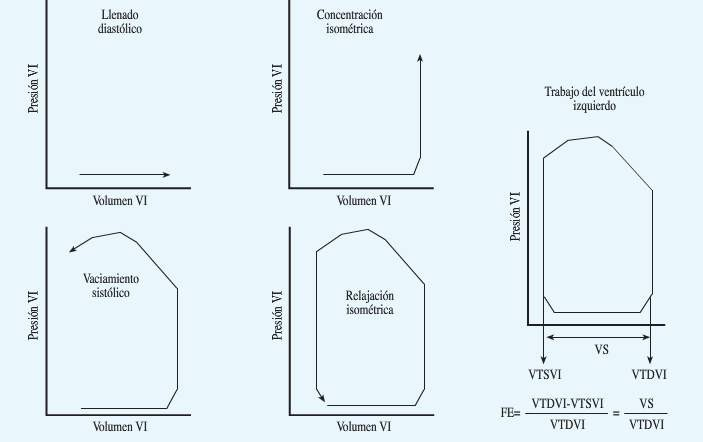 Llenado
diastólico
Presión VI
Volumen VI
Concentración
isométrica
Presión VI
Volumen VI
Vaciamiento
sistólico
Presión VI
Volumen VI
Relajación
isométrica
Presión VI
Volumen VI
Trabajo del ventrículo
izquierdo
Presión VI
VS
VTSVI VTDVI
FE= VTDVI-VTSVI = VS
VTDVI VTDVI